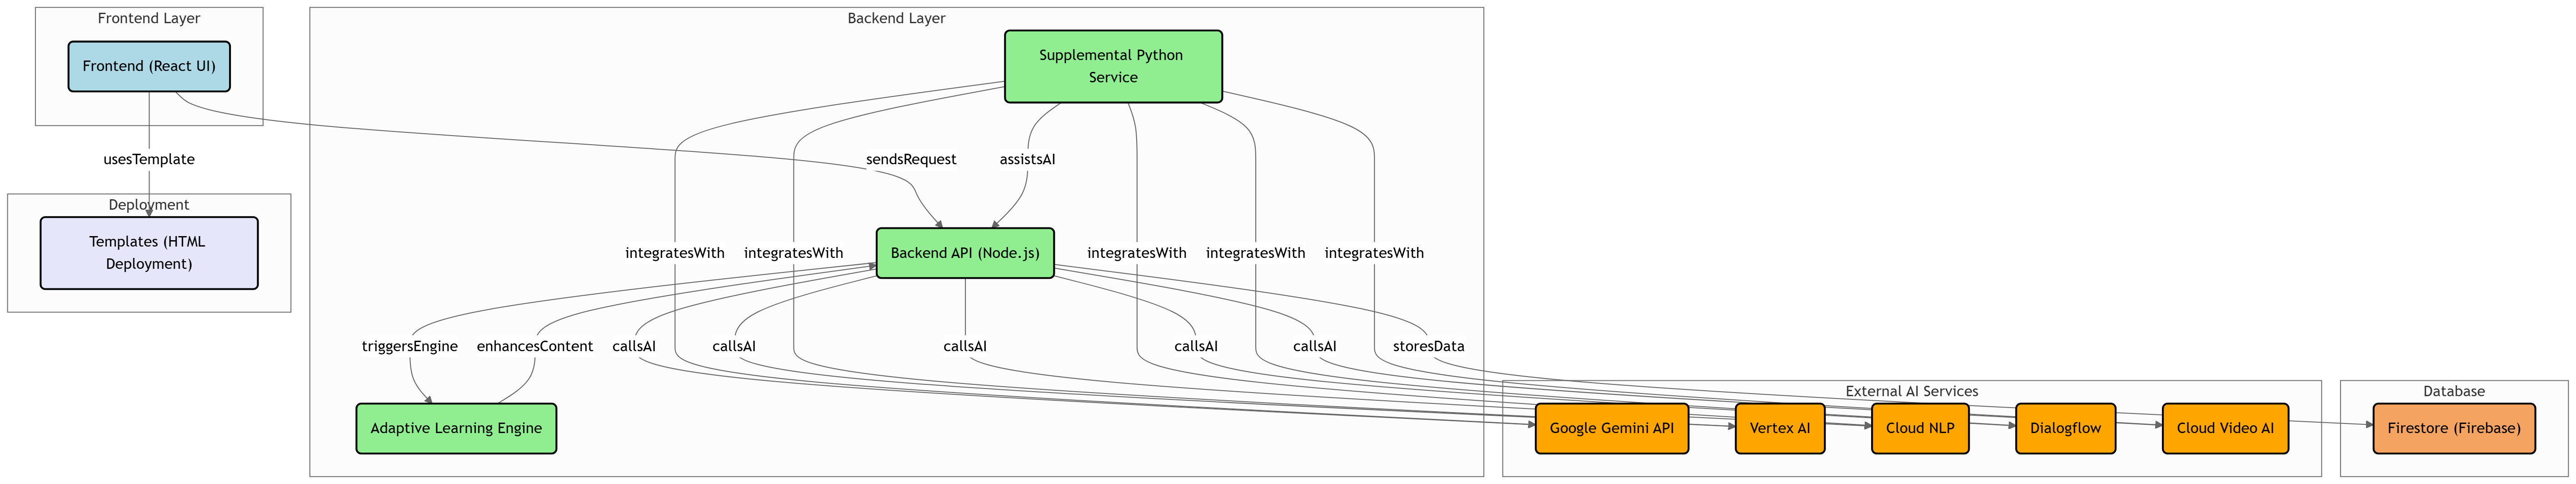 Frontend Layer
Frontend (React UI)
usesTemplate
Deployment
Templates (HTML
Deployment)
Backend Layer
Supplemental Python
Service
sendsRequest
assistsAI
integratesWith
integratesWith
Backend API (Node.js)
integratesWith
integratesWith
integratesWith
triggersEngine
enhancesContent
callsAI
callsAI
callsAI
callsAI
callsAI
storesData
Adaptive Learning Engine
External AI Services
Google Gemini API
Vertex AI
Cloud NLP
Dialogflow
Cloud Video AI
Database
Firestore (Firebase)